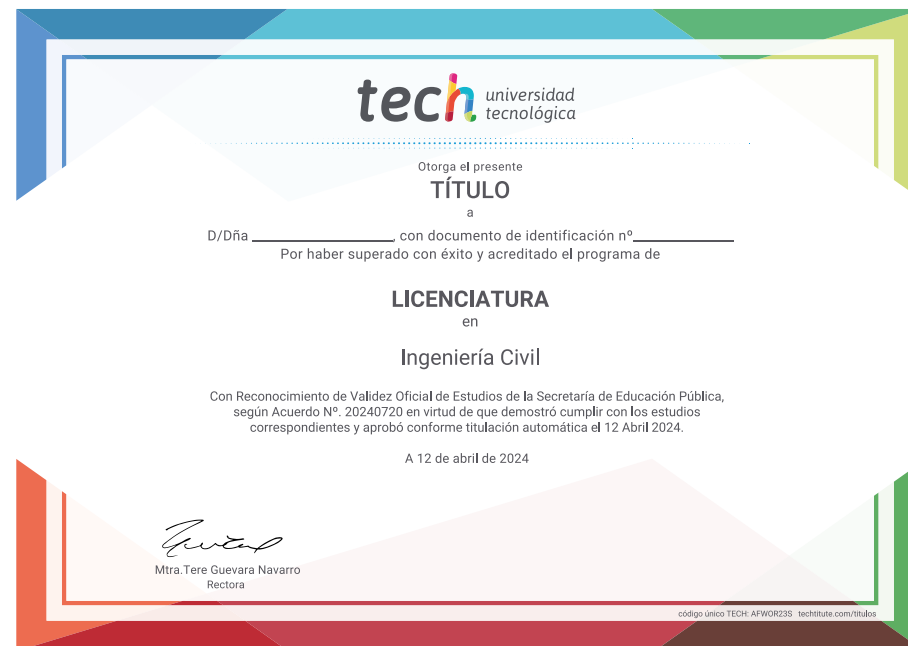 tech universidad
tecnológica
Otorga el presente
TÍTULO
a
D/Dña ________________, con documento de identificación nº____________
Por haber superado con éxito y acreditado el programa de
LICENCIATURA
en
Ingeniería Civil
Con Reconocimiento de Validez Oficial de Estudios de la Secretaría de Educación Pública,
según Acuerdo Nº. 20240720 en virtud de que demostró cumplir con los estudios
correspondientes y aprobó conforme titulación automática el 12 Abril 2024.
A 12 de abril de 2024
Mtra.Tere Guevara Navarro
Rectora
código único TECH: AFWOR23S techtitute.com/titulos